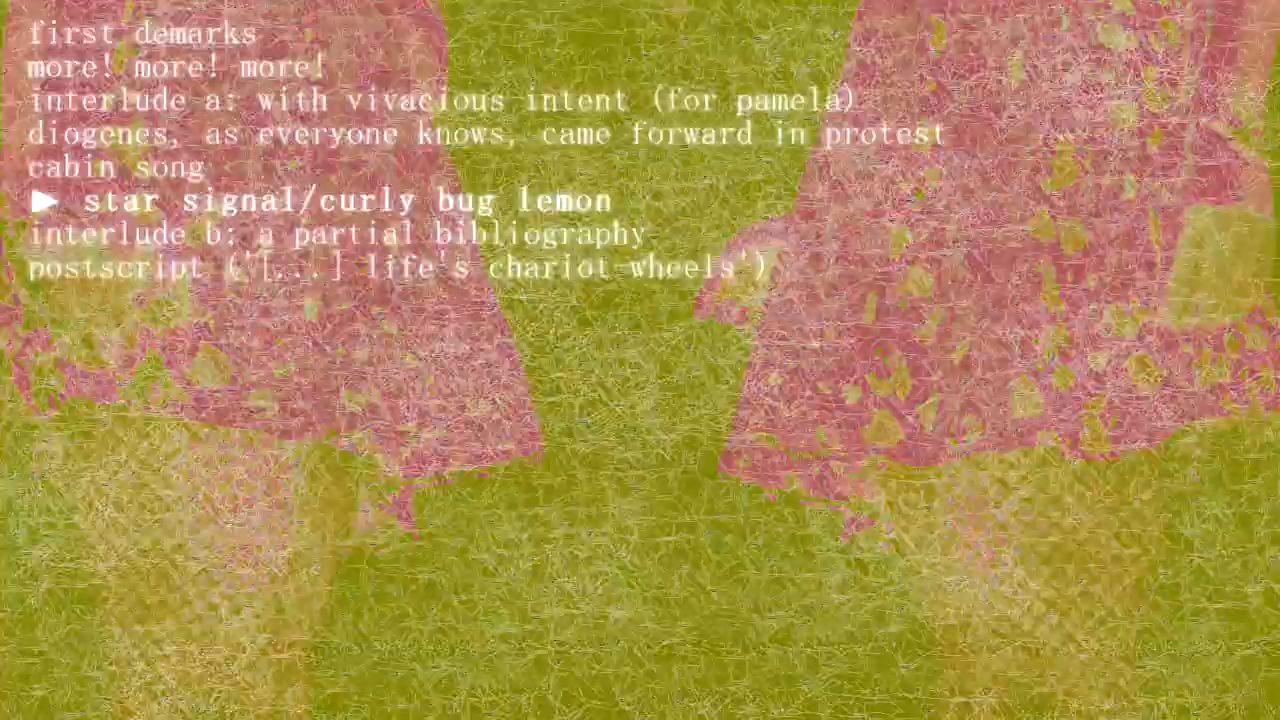 first demarks
more! more! more!
interlude a: with vivacious intent (for pamela)
diogenes, as everyone knows, came forward in protest
cabin song
▶ star signal/curly bug lemon
interlude b: a partial bibliography
postscript ('[...] life's chariot wheels')